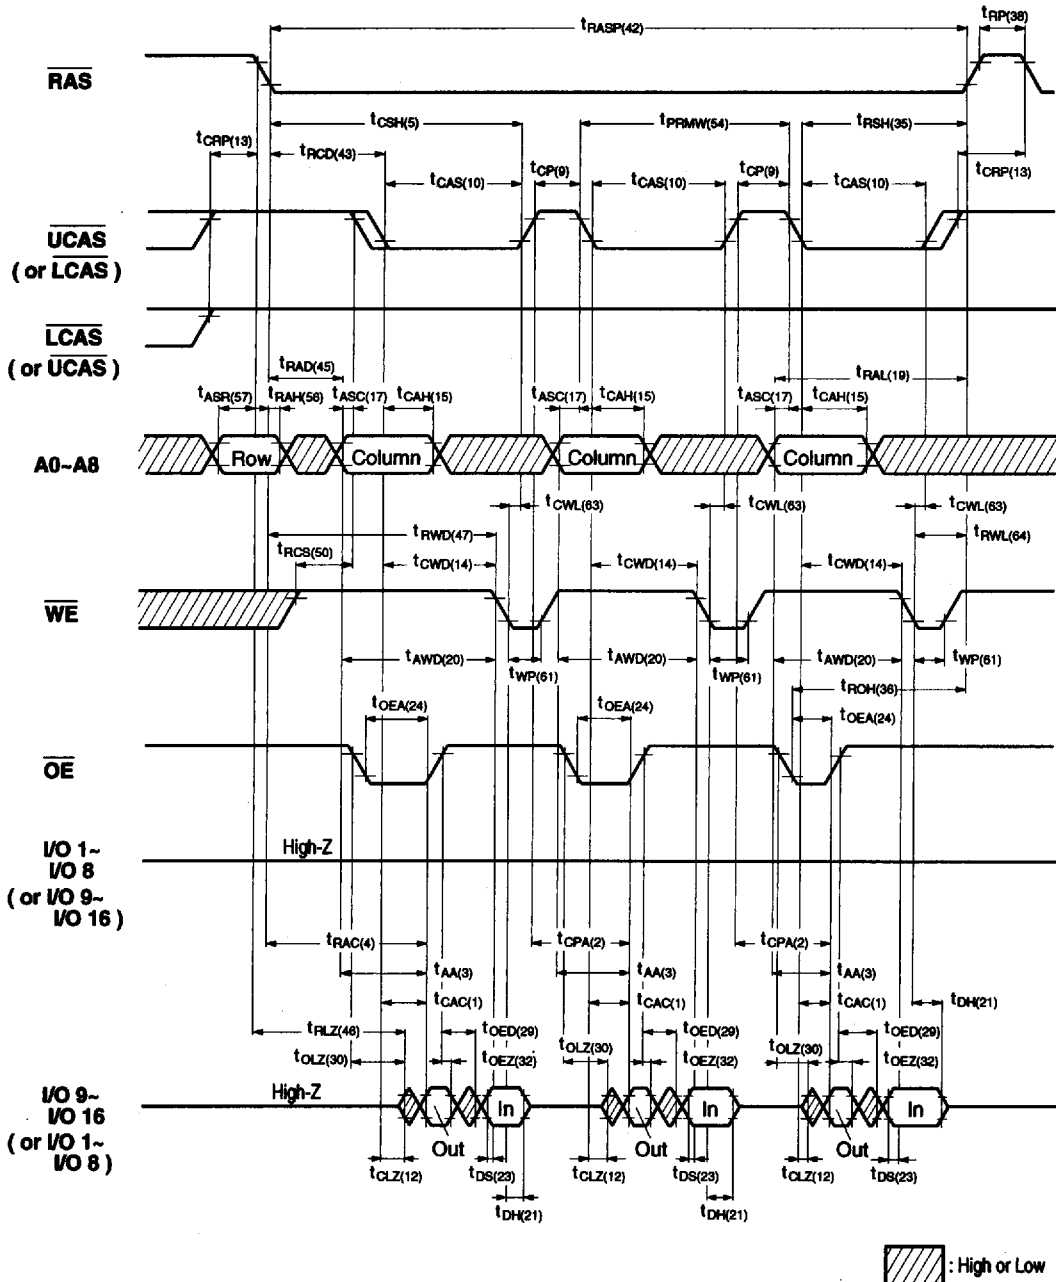 tRASP(42) tRP(38)
RAS
tCSH(5) tPRMW(54) tRSH(35)
tCRP(13) tRCD(43) tCP(9) tCP(9) tCRP(13)
tCAS(10) tCAS(10) tCAS(10)
UCAS
( or LCAS )
LCAS
( or UCAS )
tRAD(45) tRAL(19)
tASR(57) tRAH(56) tASC(17) tCAH(15) tASC(17) tCAH(15) tASC(17) tCAH(15)
A0~A8 Row Column Column Column
tCWL(63) tCWL(63) tCWL(63)
tRWD(47) tRWL(64)
tRCS(50) tCWD(14) tCWD(14) tCWD(14)
WE
tAWD(20) tWP(61) tAWD(20) tWP(61) tAWD(20) tWP(61)
tROH(36)
tOEA(24) tOEA(24) tOEA(24)
OE
I/O 1~ High-Z
I/O 8
( or I/O 9~
I/O 16 )
tRAC(4) tCPA(2) tCPA(2)
tAA(3) tAA(3) tAA(3)
tCAC(1) tCAC(1) tCAC(1) tDH(21)
tRLZ(46) tOED(29) tOED(29) tOED(29)
tOLZ(30) tOEZ(32) tOLZ(30) tOEZ(32) tOLZ(30) tOEZ(32)
I/O 9~ High-Z
I/O 16 In In In
( or I/O 1~
I/O 8 ) Out Out Out
tCLZ(12) tDS(23) tCLZ(12) tDS(23) tCLZ(12) tDS(23)
tDH(21) tDH(21)
: High or Low